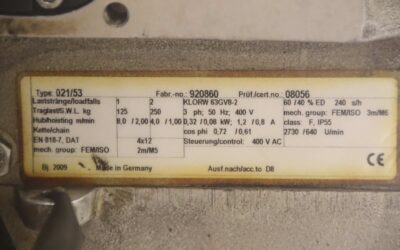 Type: 021/53 Fabr.-no.: 920860 Prüf./cert.no.: 08056
Laststränge/loadfalls 1 2 KLORW 63GV8-2 60/40 % ED 240 s/h
Traglast/S.W.L. kg 125 250 3 ph; 50 Hz; 400 V mech. group: FEM/ISO 3m/M6
Hub/hoisting m/min 8,0 / 2,00 4,0 / 1,00 0,32 / 0,08 kW; 1,2 / 0,8 A class. F, IP55
Kette/chain cos phi 0,72 / 0,61 2730 / 640 U/min
EN 818-7, DAT 4x12 Steuerung/control: 400 V AC
mech. group: FEM/ISO 2m/M5
Bj. 2009 Made in Germany Ausf.nach/acc.to D8 CE